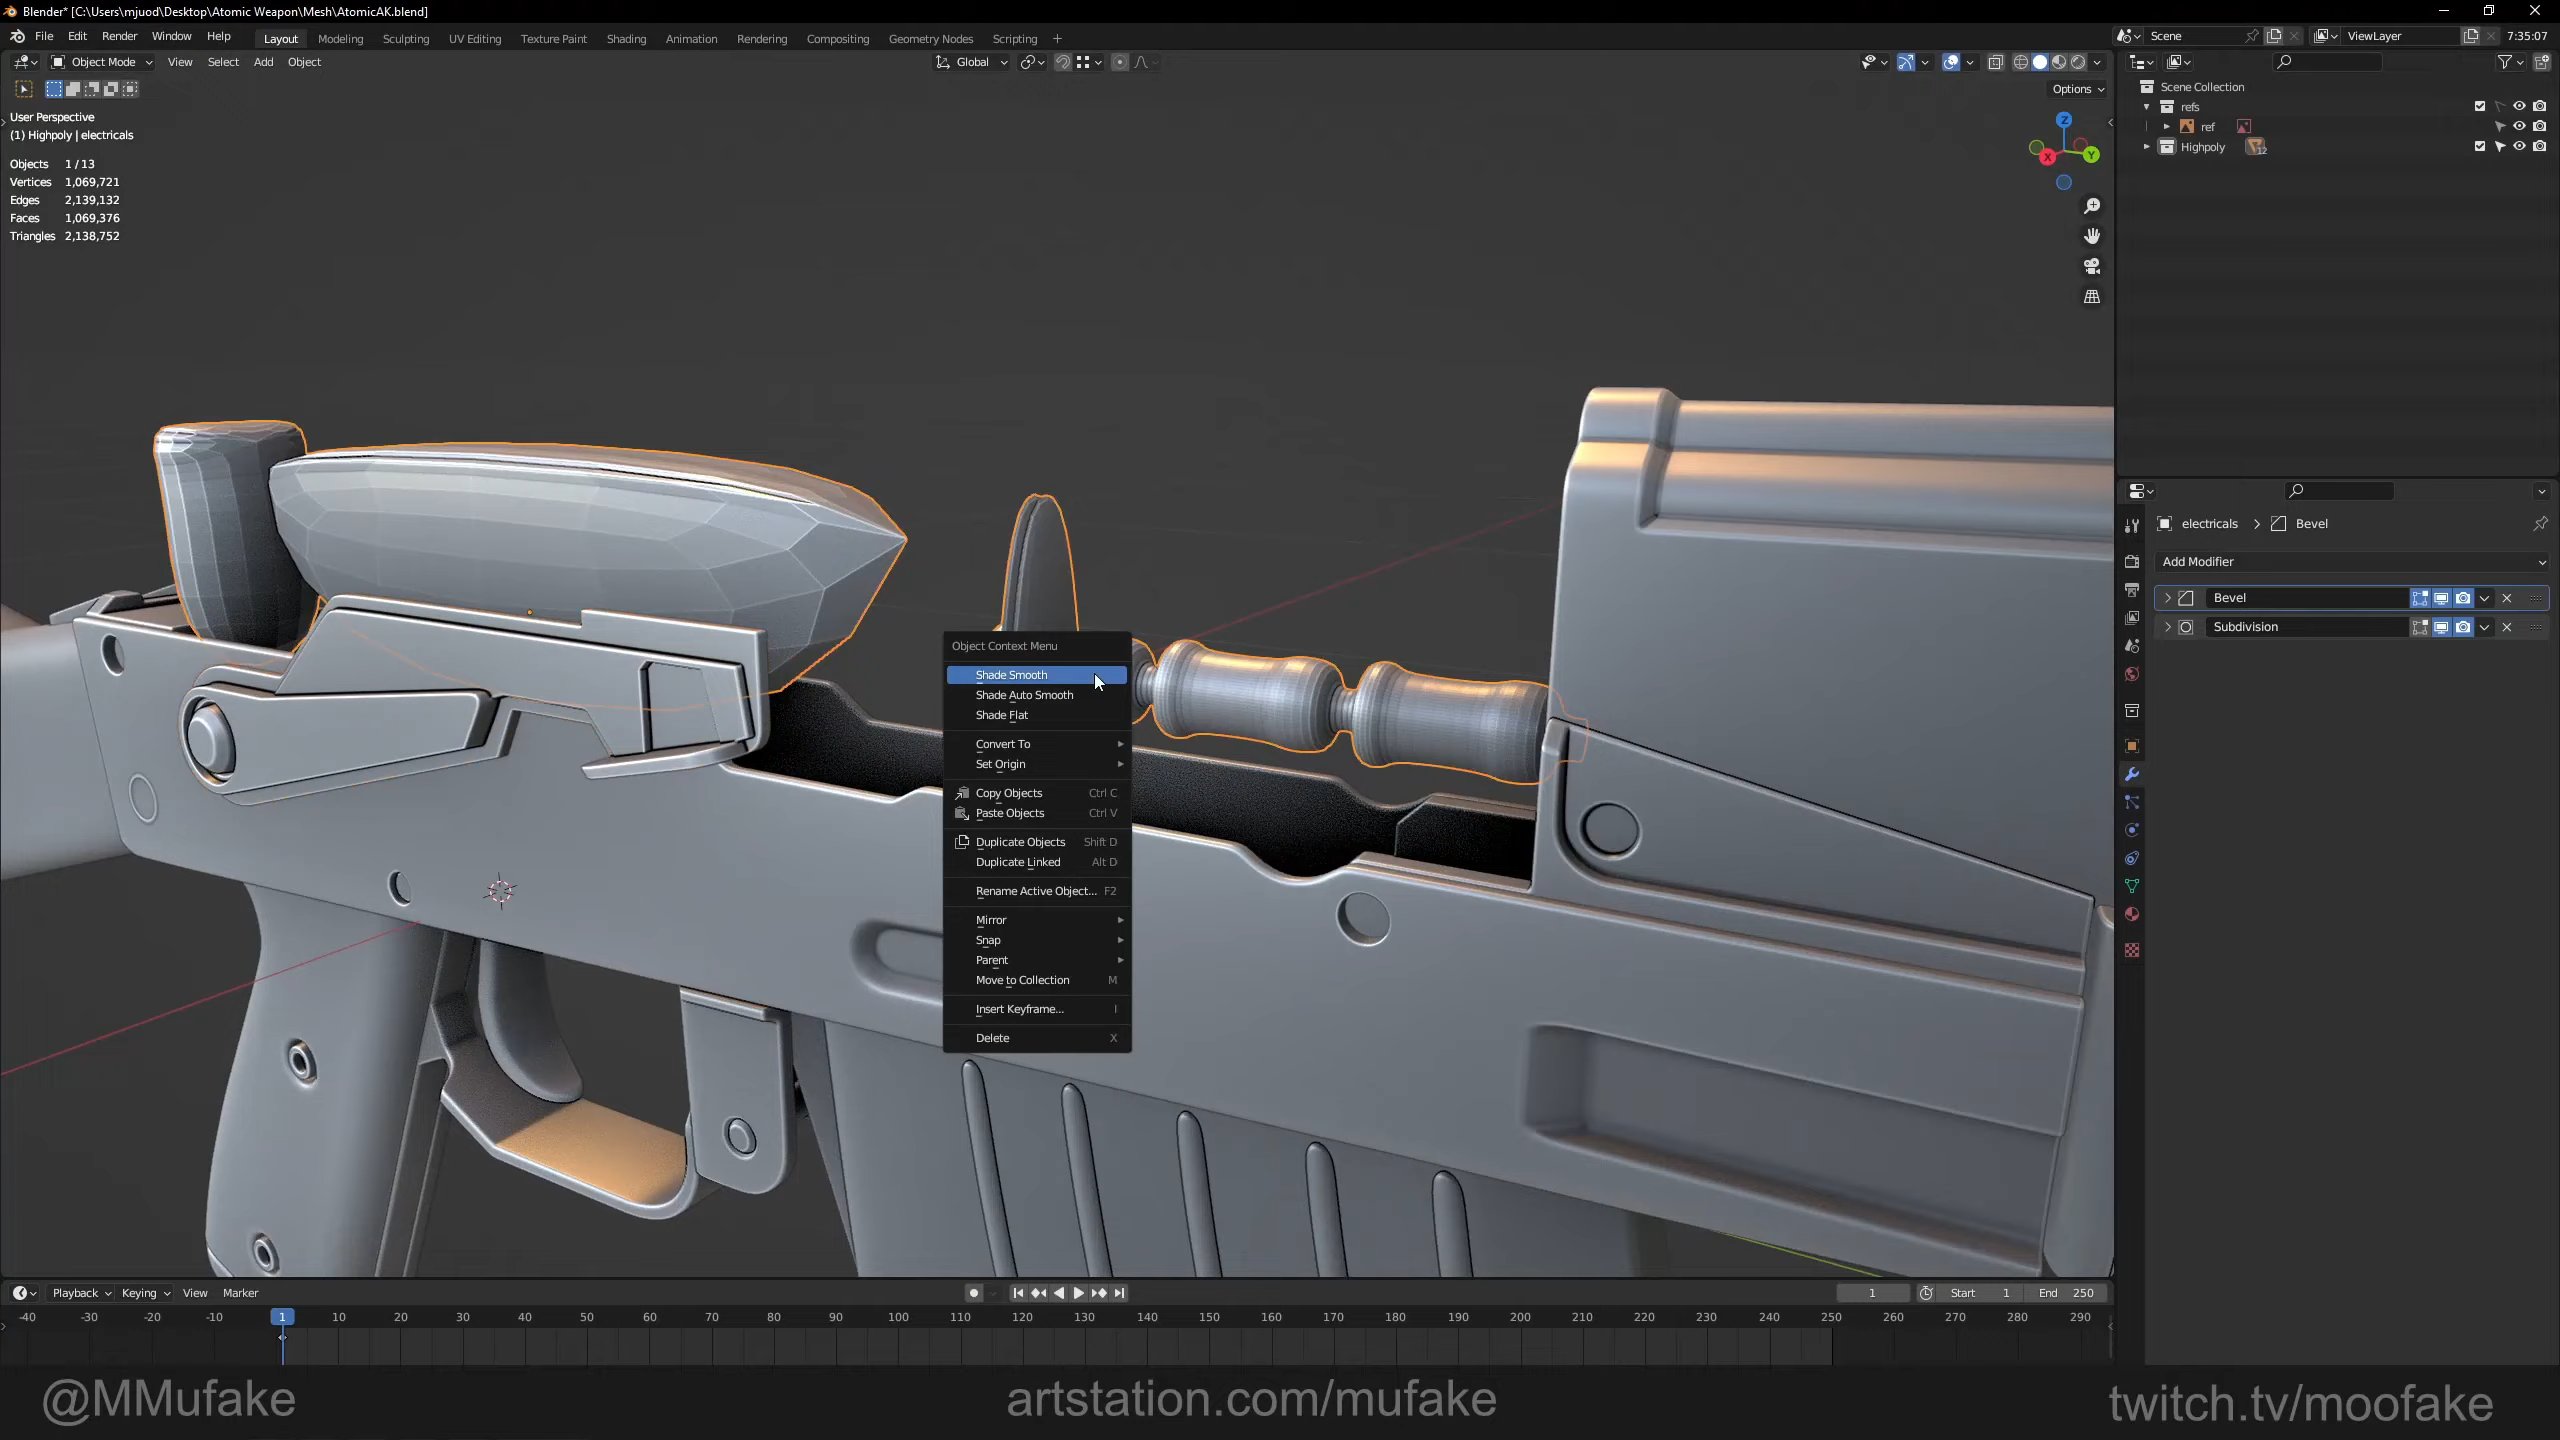 Blender* [C:\Users\mjuod\Desktop\Atomic Weapon\Mesh\AtomicAK.blend]
File Edit Render Window Help Layout Modeling Sculpting UV Editing Texture Paint Shading Animation Rendering Compositing Geometry Nodes Scripting + Scene ViewLayer 7:35:07
Object Mode View Select Add Object Global
Options
User Perspective
(1) Highpoly | electricals
Objects 1 / 13
Vertices 1,069,721
Edges 2,139,132
Faces 1,069,376
Triangles 2,138,752
Z
X
Y
Scene Collection
refs
ref
Highpoly 12
electricals > Bevel
Add Modifier
Bevel
Subdivision
Object Context Menu
Shade Smooth
Shade Auto Smooth
Shade Flat
Convert To
Set Origin
Copy Objects Ctrl C
Paste Objects Ctrl V
Duplicate Objects Shift D
Duplicate Linked Alt D
Rename Active Object... F2
Mirror
Snap
Parent
Move to Collection M
Insert Keyframe... I
Delete X
Playback Keying View Marker 1 Start 1 End 250
-40 -30 -20 -10 1 10 20 30 40 50 60 70 80 90 100 110 120 130 140 150 160 170 180 190 200 210 220 230 240 250 260 270 280 290
@MMufake artstation.com/mufake twitch.tv/moofake